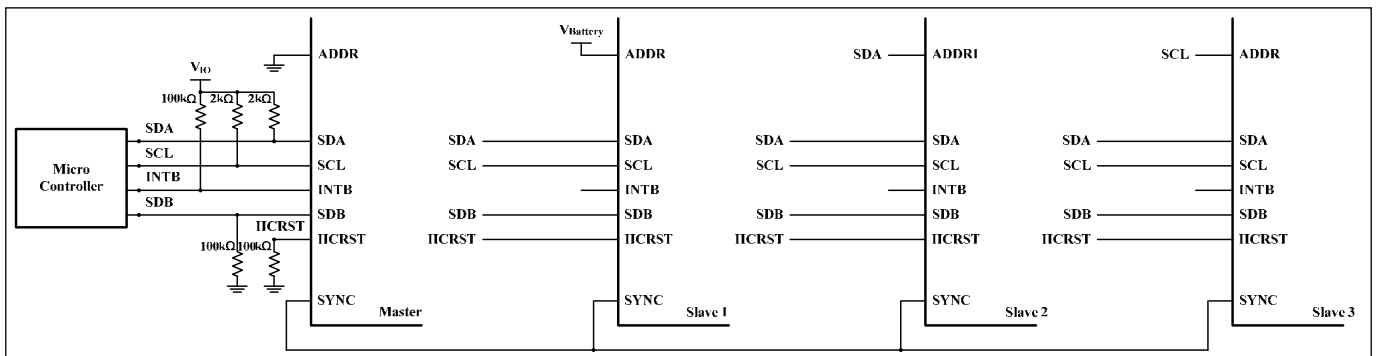 V_Battery
ADDR
ADDR
SDA
ADDR1
SCL
ADDR
V_IO
100kΩ 2kΩ 2kΩ
SDA
SDA
SDA
SDA
SDA
SDA
SDA
SDA
SCL
SCL
SCL
SCL
SCL
SCL
SCL
SCL
Micro
Controller
INTB
INTB
INTB
INTB
INTB
SDB
SDB
SDB
SDB
SDB
SDB
SDB
SDB
IICRST
100kΩ 100kΩ
IICRST
IICRST
IICRST
IICRST
IICRST
IICRST
IICRST
SYNC
SYNC
SYNC
SYNC
Master
Slave 1
Slave 2
Slave 3